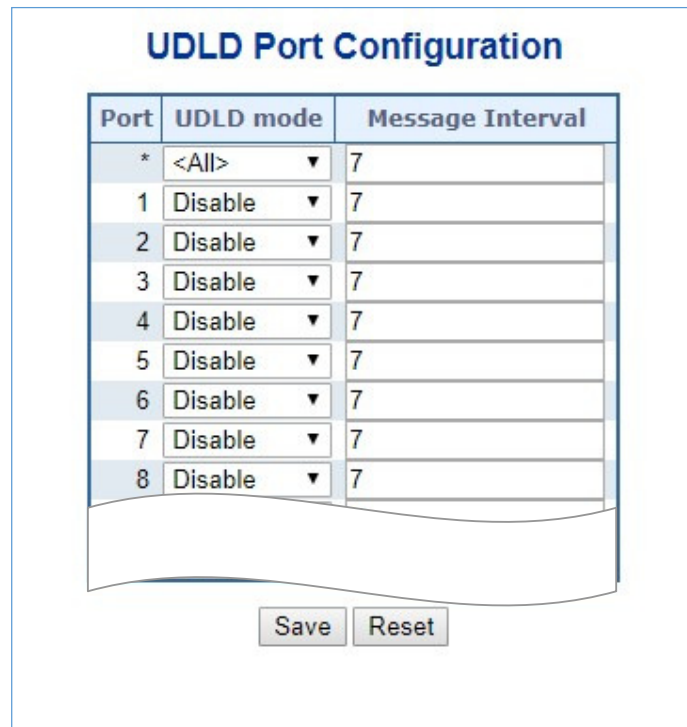 UDLD Port Configuration
Port UDLD mode Message Interval
* <All> 7
1 Disable 7
2 Disable 7
3 Disable 7
4 Disable 7
5 Disable 7
6 Disable 7
7 Disable 7
8 Disable 7
Save Reset